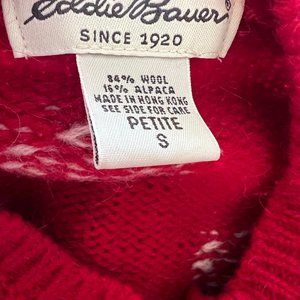 Eddie Bauer®
SINCE 1920
84% WOOL
16% ALPACA
MADE IN HONG KONG
SEE SIDE FOR CARE
PETITE
S